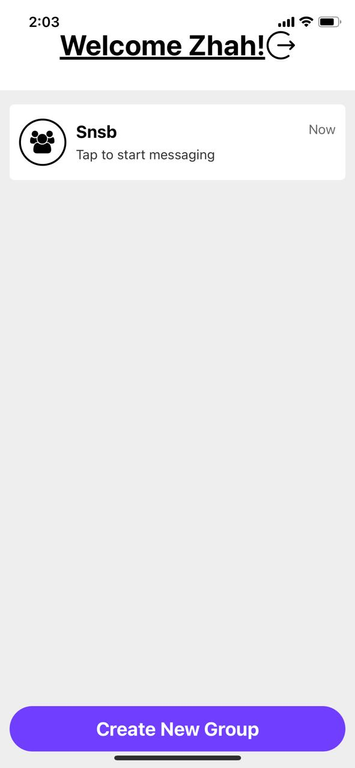 2:03
Welcome Zhah!
Snsb
Now
Tap to start messaging
Create New Group